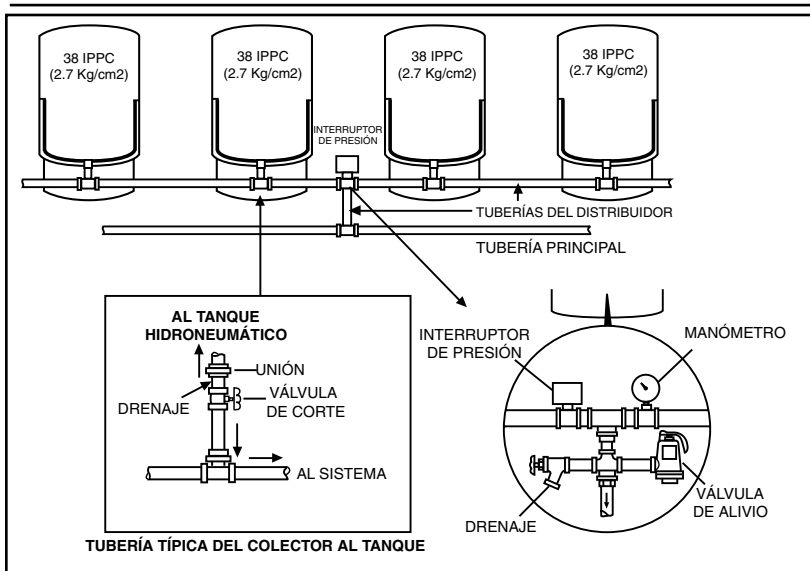 38 IPPC
(2.7 Kg/cm2)
38 IPPC
(2.7 Kg/cm2)
38 IPPC
(2.7 Kg/cm2)
38 IPPC
(2.7 Kg/cm2)
INTERRUPTOR
DE PRESIÓN
TUBERÍAS DEL DISTRIBUIDOR
TUBERÍA PRINCIPAL
AL TANQUE
HIDRONEUMÁTICO
UNIÓN
DRENAJE
VÁLVULA
DE CORTE
AL SISTEMA
TUBERÍA TÍPICA DEL COLECTOR AL TANQUE
INTERRUPTOR
DE PRESIÓN
MANÓMETRO
DRENAJE
VÁLVULA
DE ALIVIO